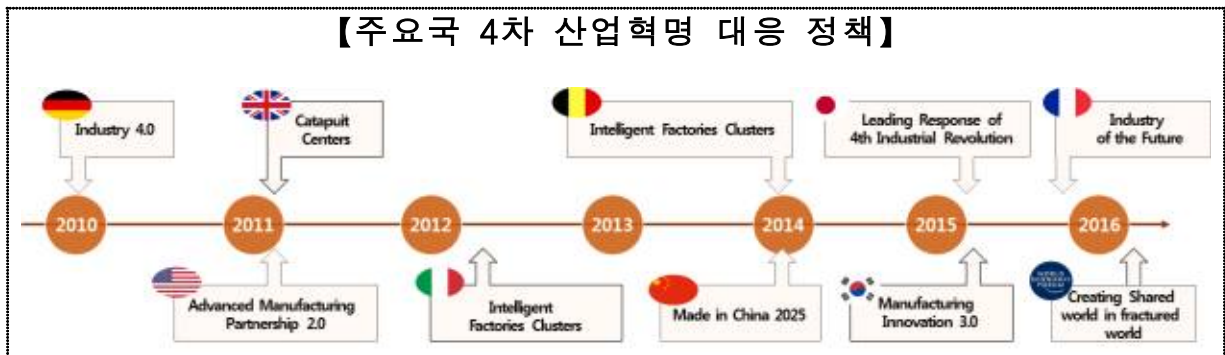 【주요국 4차 산업혁명 대응 정책】
Industry 4.0
Catapuit
Centers
Intelligent Factories Clusters
Leading Response of
4th Industrial Revolution
Industry
of the Future
2010
2011
2012
2013
2014
2015
2016
Advanced Manufacturing
Partnership 2.0
Intelligent
Factories Clusters
Made in China 2025
Manufacturing
Innovation 3.0
WORLD
ECONOMIC
FORUM
Creating Shared
world in fractured
world